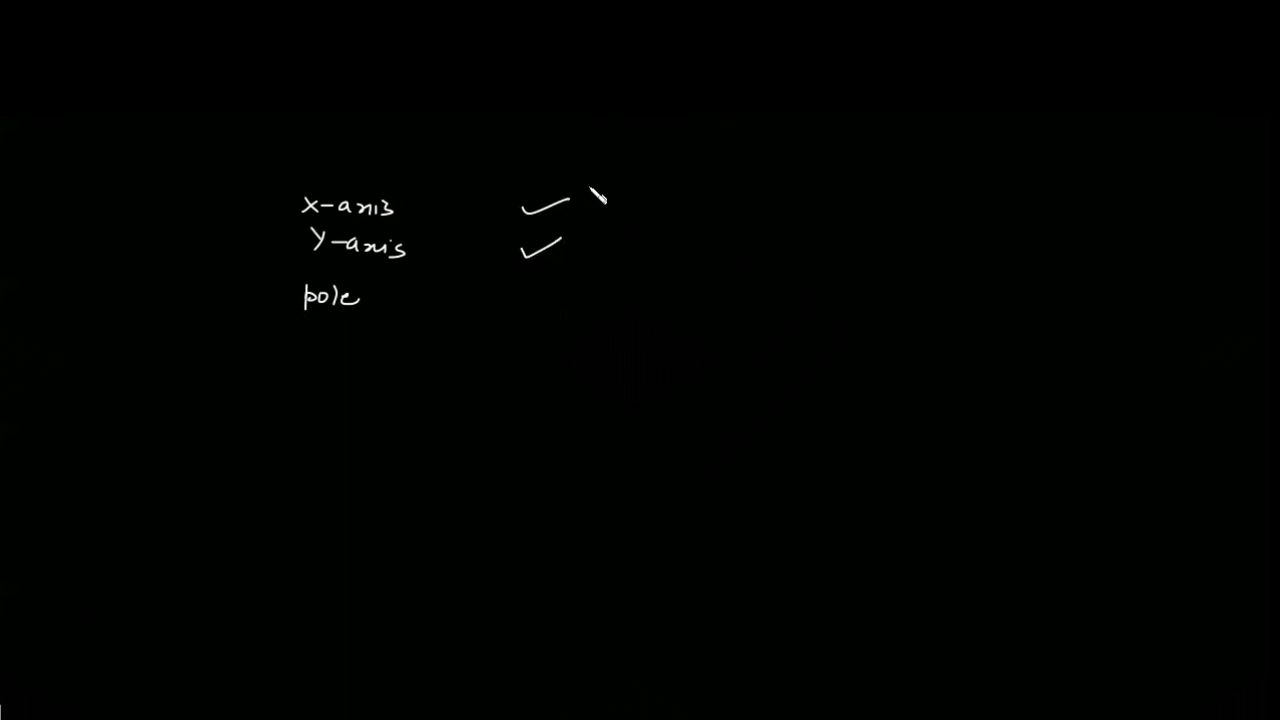 X-axis ✓
Y-axis ✓
pole